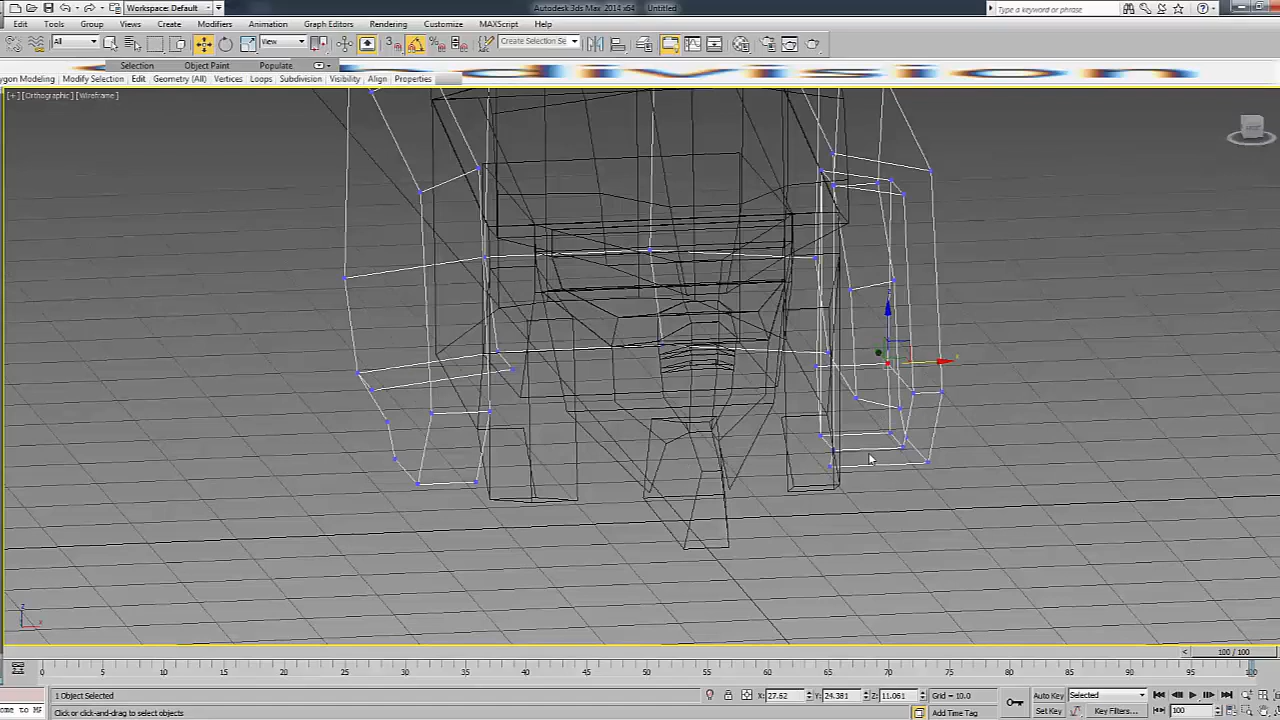 Workspace: Default
Autodesk 3ds Max 2014 x64
Untitled
Type a keyword or phrase
Edit Tools Group Views Create Modifiers Animation Graph Editors Rendering Customize MAXScript Help
All
View
Create Selection Se
Selection Object Paint Populate
Modify Selection Edit Geometry (All) Vertices Loops Subdivision Visibility Align Properties
[+] [Orthographic] [Wireframe]
100 / 100
0 5 10 15 20 25 30 35 40 45 50 55 60 65 70 75 80 85 90 95 100
1 Object Selected
X: 27.62 Y: 24.381 Z: 11.061 Grid = 10.0
Auto Key Selected
Click or click-and-drag to select objects
Add Time Tag
Set Key Key Filters... 100